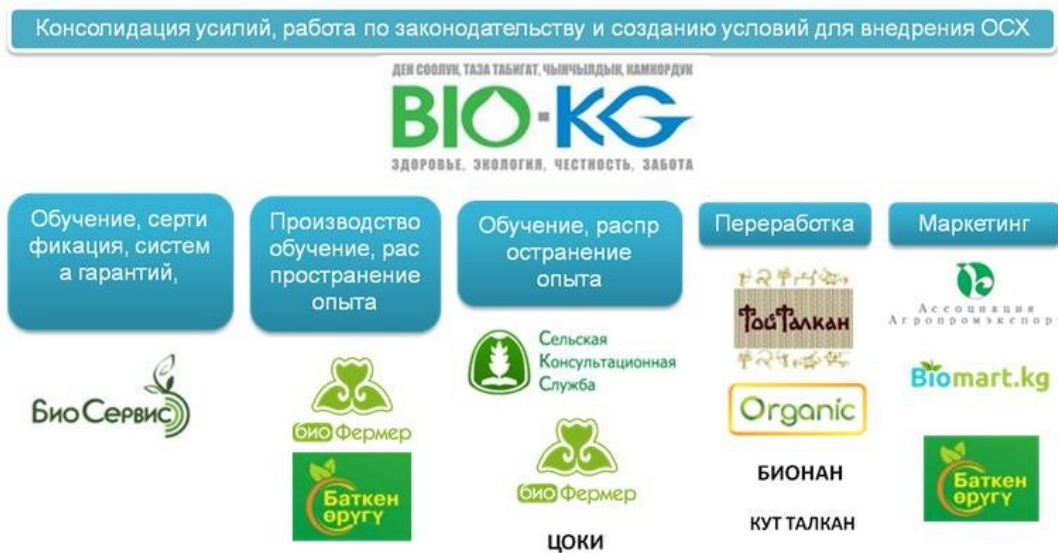 Консолидация усилий, работа по законодательству и созданию условий для внедрения ОСХ
ДЕН СООЛУК, ТАЗА ТАБИГАТ, ЧЫНЧЫЛДЫК, КАМКОРДУК
BIO-KG
ЗДОРОВЬЕ, ЭКОЛОГИЯ, ЧЕСТНОСТЬ, ЗАБОТА
Обучение, серти
фикация, систем
а гарантий,
БиоСервис
Производство
обучение, рас
пространение
опыта
био Фермер
Баткен
өрүгү
Обучение, распр
остранение
опыта
Сельская
Консультационная
Служба
био Фермер
ЦОКИ
Переработка
ТойТалкан
Organic
БИОНАН
КУТ ТАЛКАН
Маркетинг
Ассоциация
Агропромэкспорт
Biomart.kg
Баткен
өрүгү